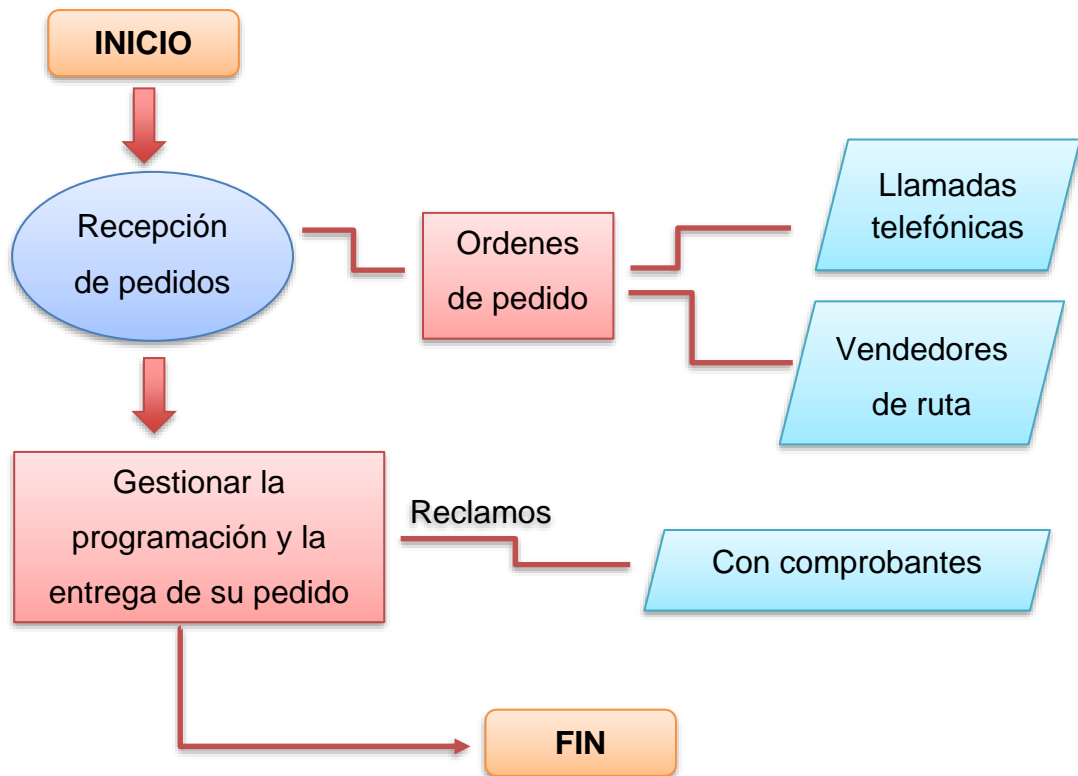 INICIO
Recepción
de pedidos
Ordenes
de pedido
Llamadas
telefónicas
Vendedores
de ruta
Gestionar la
programación y la
entrega de su pedido
Reclamos
Con comprobantes
FIN